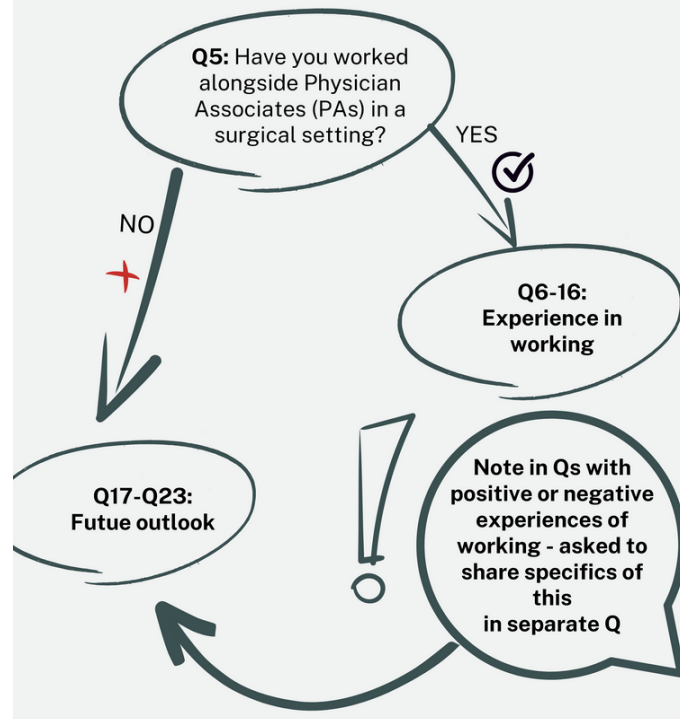 Q5: Have you worked
alongside Physician
Associates (PAs) in a
surgical setting?
YES
NO
Q6-16:
Experience in
working
Q17-Q23:
Futue outlook
Note in Qs with
positive or negative
experiences of
working - asked to
share specifics of
this
in separate Q